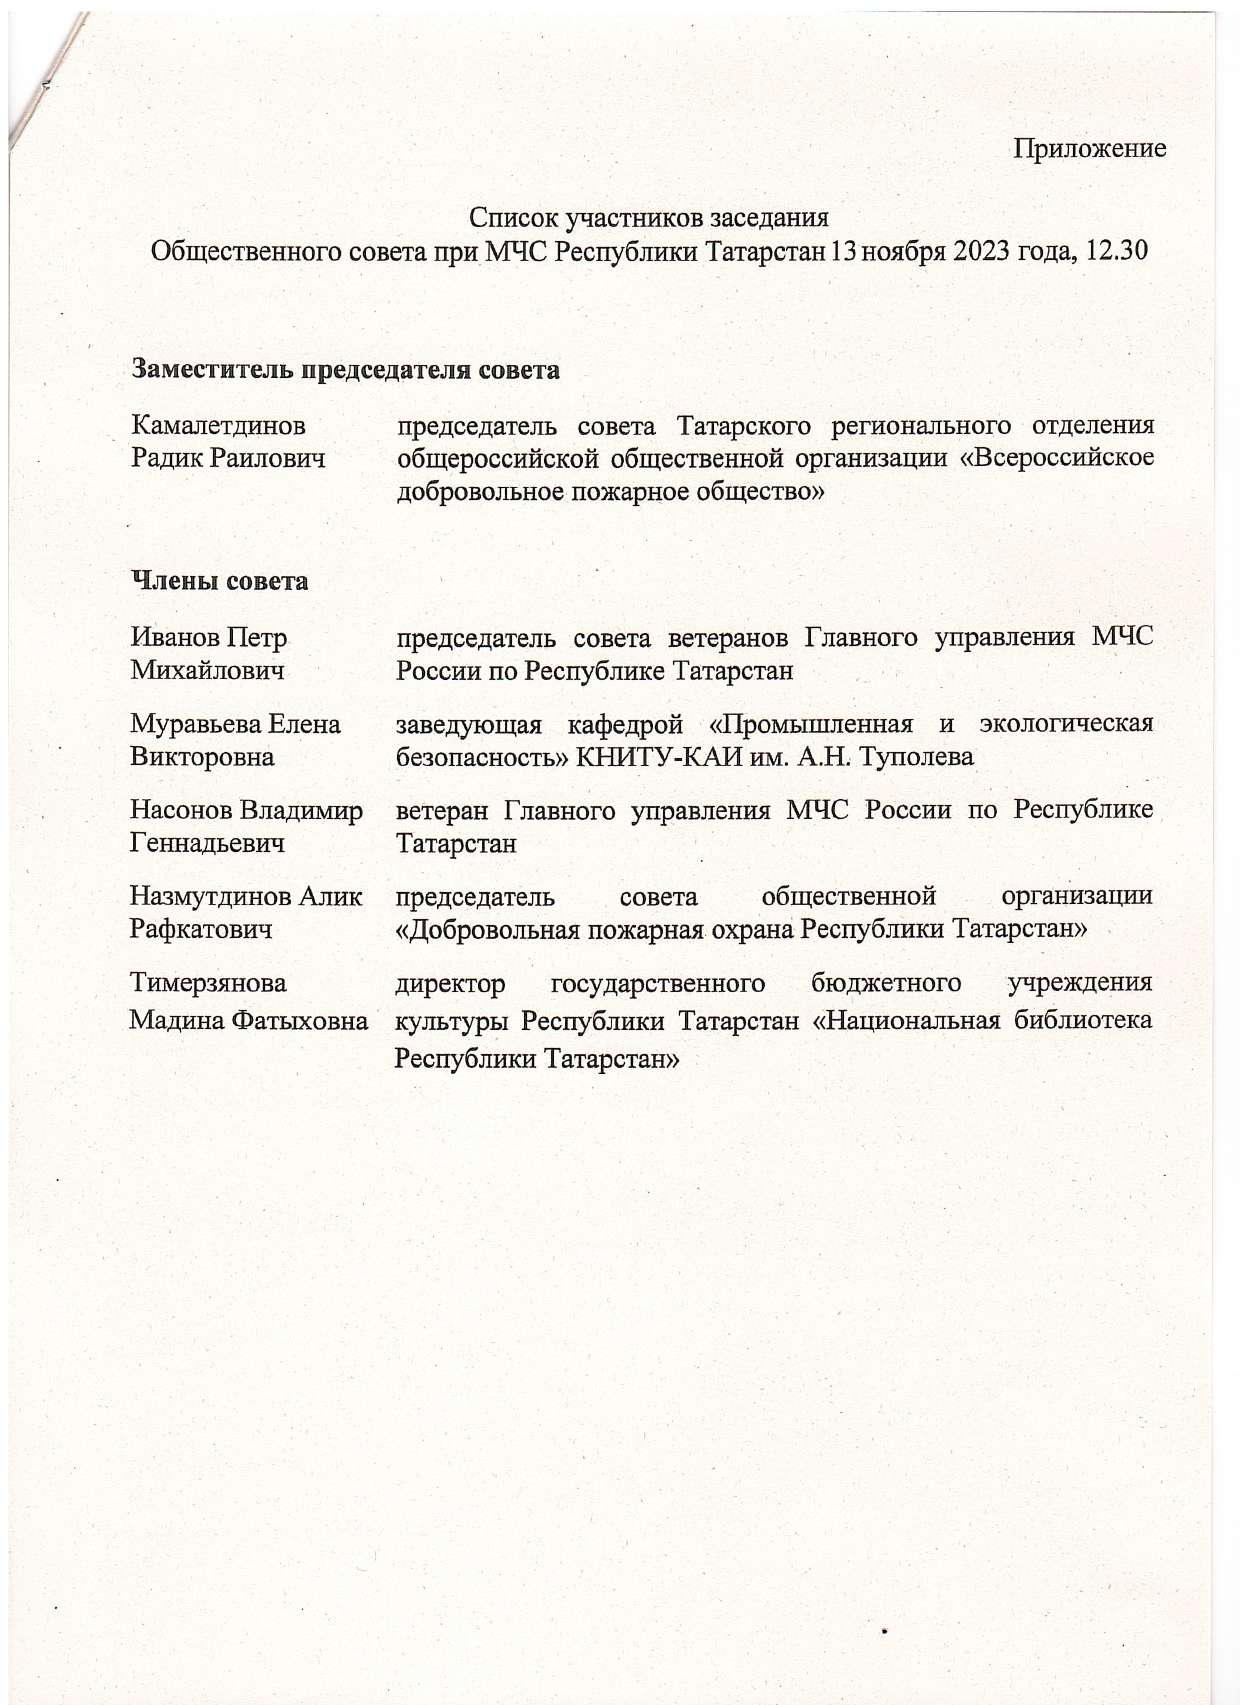 Приложение
Список участников заседания
Общественного совета при МЧС Республики Татарстан 13 ноября 2023 года, 12.30
Заместитель председателя совета
Камалетдинов председатель совета Татарского регионального отделения
Радик Раилович общероссийской общественной организации «Всероссийское
добровольное пожарное общество»
Члены совета
Иванов Петр председатель совета ветеранов Главного управления МЧС
Михайлович России по Республике Татарстан
Муравьева Елена заведующая кафедрой «Промышленная и экологическая
Викторовна безопасность» КНИТУ-КАИ им. А.Н. Туполева
Насонов Владимир ветеран Главного управления МЧС России по Республике
Геннадьевич Татарстан
Назмутдинов Алик председатель совета общественной организации
Рафкатович «Добровольная пожарная охрана Республики Татарстан»
Тимерзянова директор государственного бюджетного учреждения
Мадина Фатыховна культуры Республики Татарстан «Национальная библиотека
Республики Татарстан»